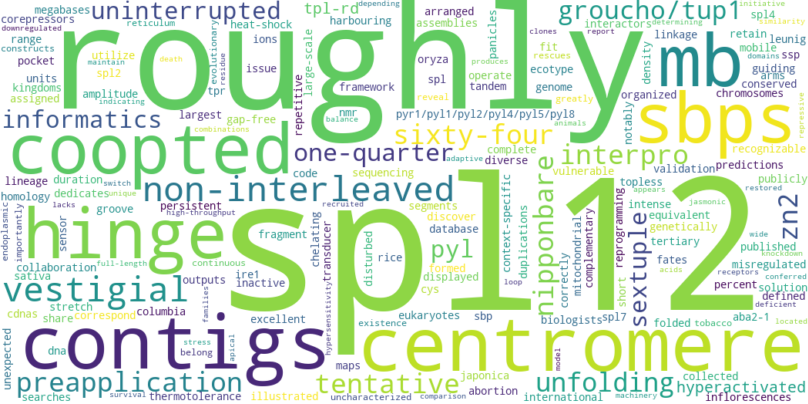 megabases
uninterrupted
tpl-rd
arranged
panicles
groucho/tup1
initiative
depending
determining
similarity
corepressors
reticulum
harbouring
assemblies
interactors
spl4
downregulated
heat-shock
clones
report
domains
leunig
range
constructs
evolutionary
ions
large-scale
oryza
fit
rescues
linkage
retain
mobile
ssp
pocket
utilize
maintain
residue
issue
spl
produces
operate
ecotype
density
guiding
arms
roughly
mb
units
spl2
death
tpr
framework
tandem
genome
conserved
kingdoms
amplitude
nmr
reveal
greatly
organized
chromosomes
assigned
indicating
largest
repetitive
balance
animals
notably
sbps
repressive
informatics
gap-free
combinations
pyr1/pyl1/pyl2/pyl4/pyl5/pyl8
sixty-four
recognizable
coopted
one-quarter
adaptive
complete
diverse
interpro
validation
predictions
lineage
duration
switch
unique
code
sequencing
vulnerable
publicly
homology
dedicates
non-interleaved
segments
discover
topless
appears
jasmonic
restored
lacks
persistent
high-throughput
recruited
database
context-specific
duplications
nipponbare
intense
equivalent
genetically
wide
zn2
endoplasmic
importantly
groove
sensor
fragment
chelating
transducer
pyl
mitochondrial
complementary
reprogramming
tertiary
published
knockdown
hinge
spl12
collaboration
continuous
disturbed
rice
displayed
formed
loop
correctly
sextuple
fates
misregulated
receptors
conferred
sativa
full-length
outputs
ire1
inactive
hypersensitivity
cys
eukaryotes
sbp
short
percent
acids
solution
defined
deficient
vestigial
stretch
cdnas
share
correspond
columbia
families
excellent
existence
biologists
spl7
folded
tobacco
aba2-1
located
contigs
centromere
unexpected
dna
stress
belong
apical
maps
model
preapplication
tentative
japonica
unfolding
collected
hyperactivated
searches
survival
thermotolerance
illustrated
uncharacterized
comparison
abortion
international
machinery
inflorescences